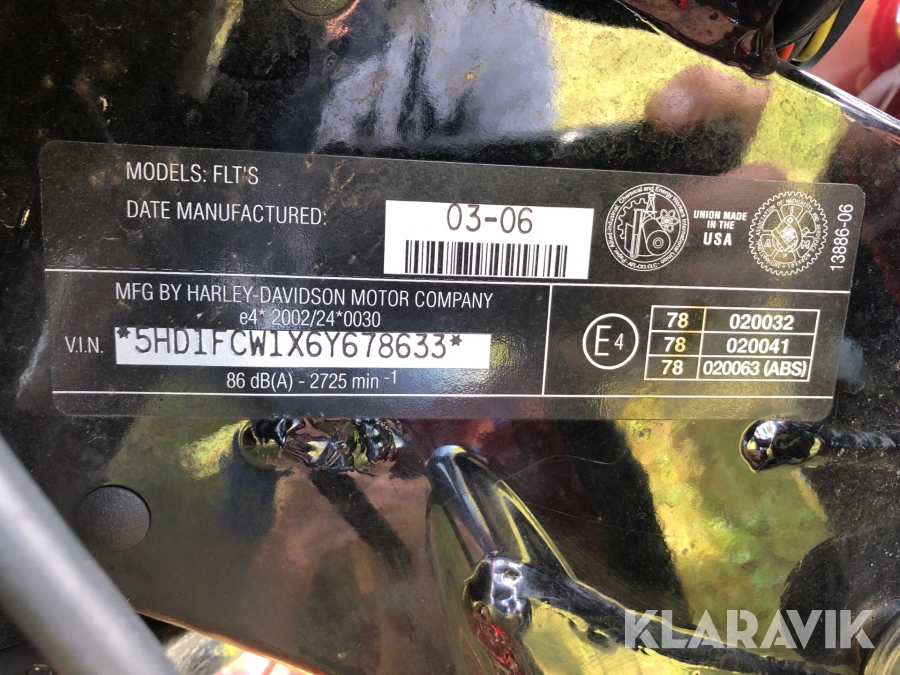 MODELS: FLT'S
DATE MANUFACTURED:
03-06
UNION MADE
IN THE
USA
13886-06
MFG BY HARLEY-DAVIDSON MOTOR COMPANY
e4* 2002/24*0030
V.I.N. *5HD1FCW1X6Y678633*
86 dB(A) - 2725 min -1
E4
78 020032
78 020041
78 020063 (ABS)
KLARAVIK